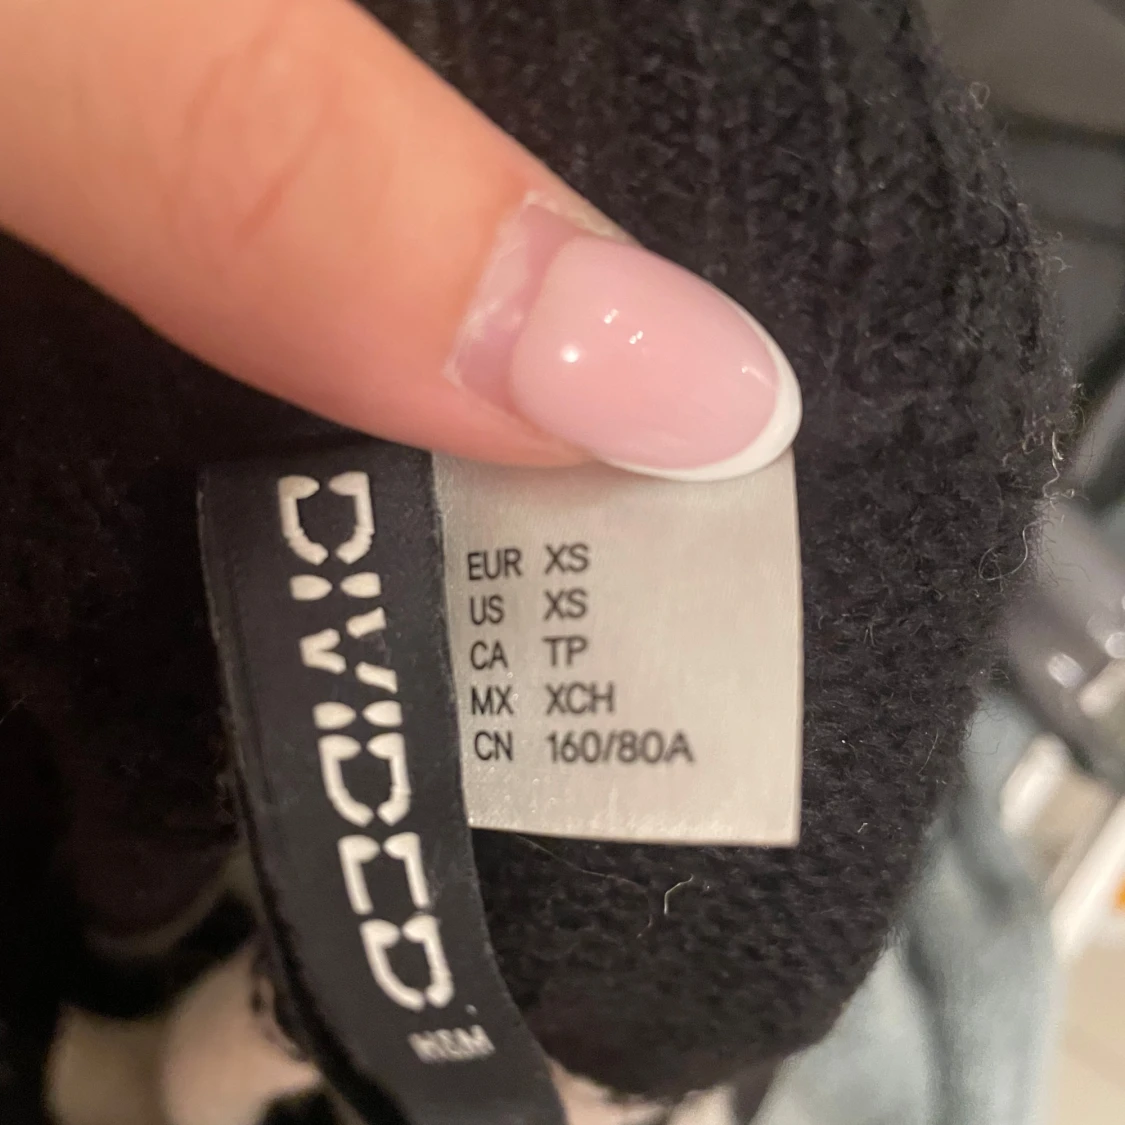 DIVIDED
H&M
EUR XS
US XS
CA TP
MX XCH
CN 160/80A